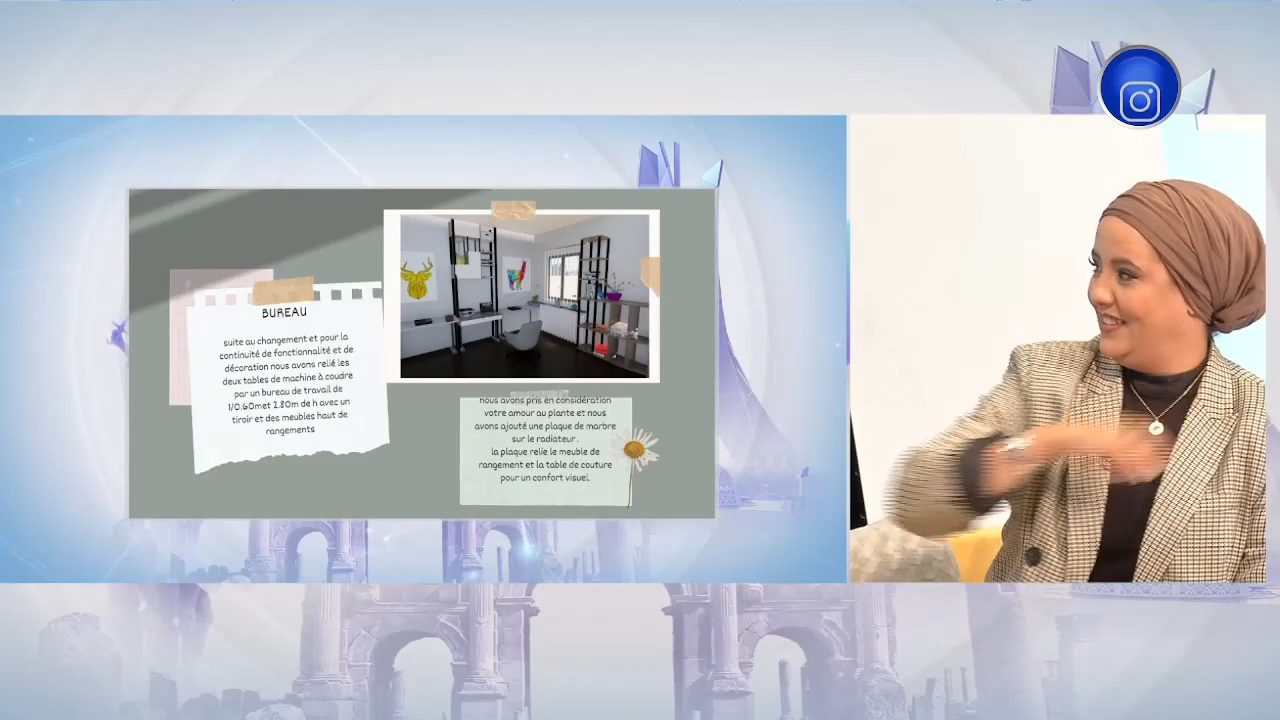 BUREAU
suite au changement et pour la
continuité de fonctionnalité et de
décoration nous avons relié les
deux tables de machine à coudre
par un bureau de travail de
1/0.60met 2.80m de h avec un
tiroir et des meubles haut de
rangements
nous avons pris en considération
votre amour au plante et nous
avons ajouté une plaque de marbre
sur le radiateur.
la plaque relie le meuble de
rangement et la table de couture
pour un confort visuel.